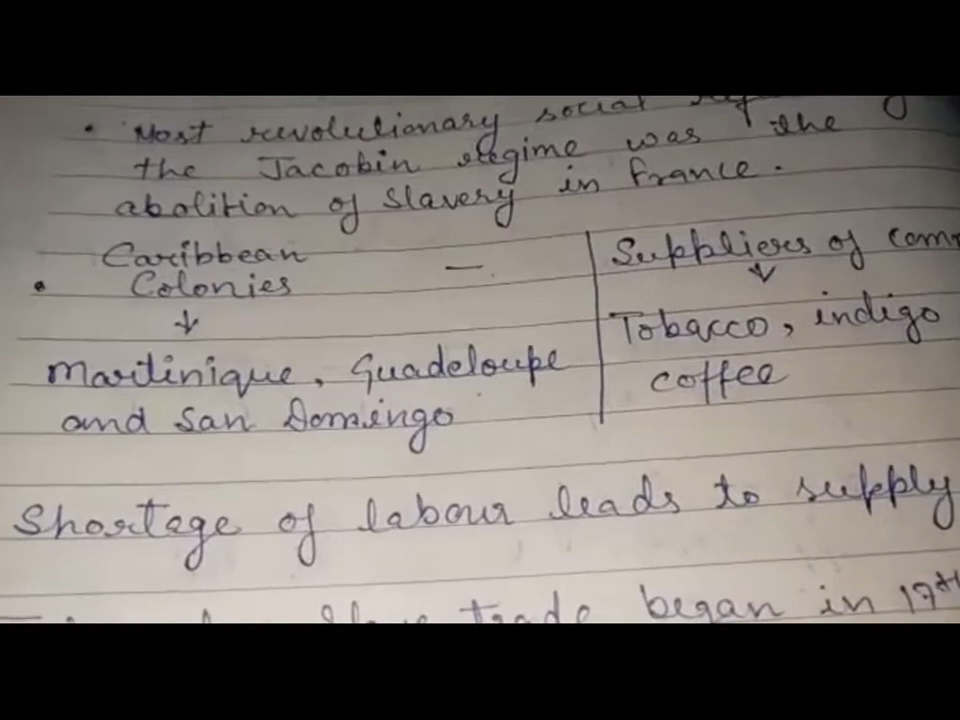 • Most revolutionary social
the Jacobin regime was the
abolition of slavery in france.
Caribbean
• Colonies —
↓
Martinique, Guadeloupe
and San Domingo
Suppliers of
↓
Tobacco, indigo
coffee
Shortage of labour leads to supply
trade began in 17th